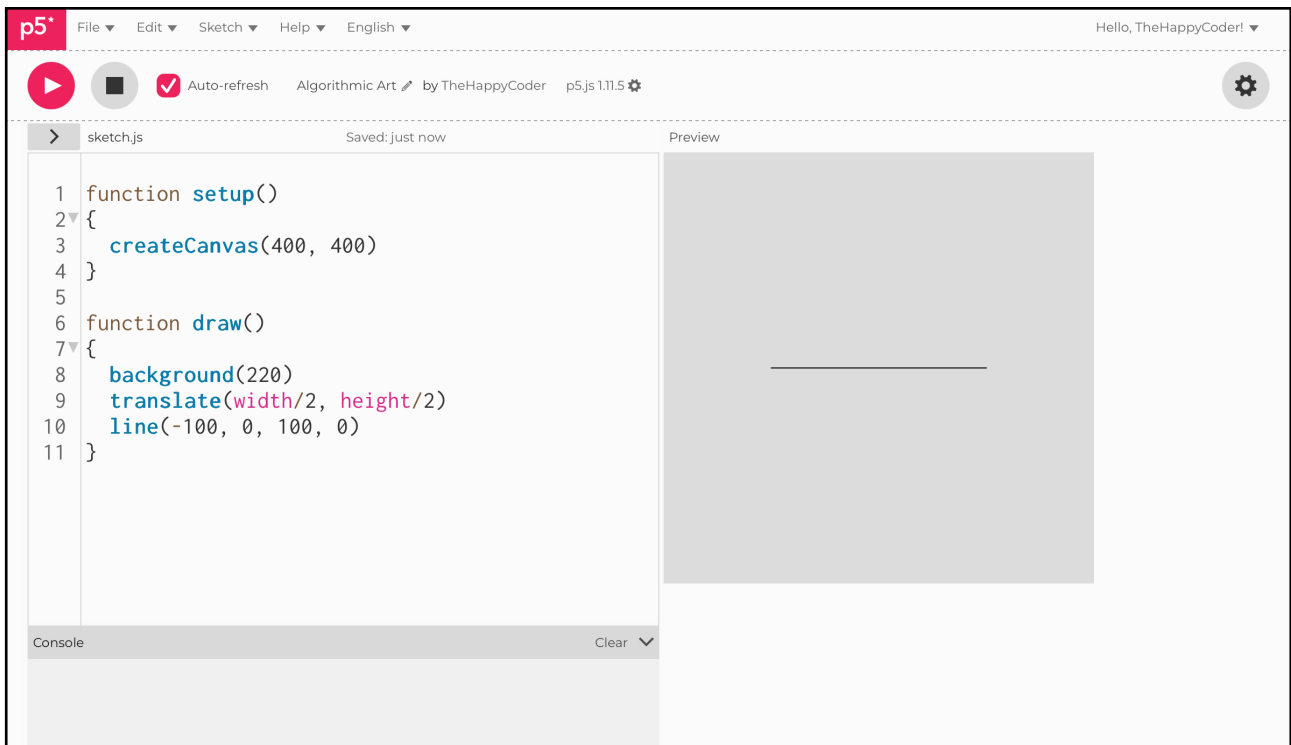 p5* File Edit Sketch Help English Hello, TheHappyCoder!
Auto-refresh Algorithmic Art by TheHappyCoder p5.js 1.11.5
sketch.js Saved: just now Preview
1 function setup()
2 {
3 createCanvas(400, 400)
4 }
5
6 function draw()
7 {
8 background(220)
9 translate(width/2, height/2)
10 line(-100, 0, 100, 0)
11 }
Console Clear